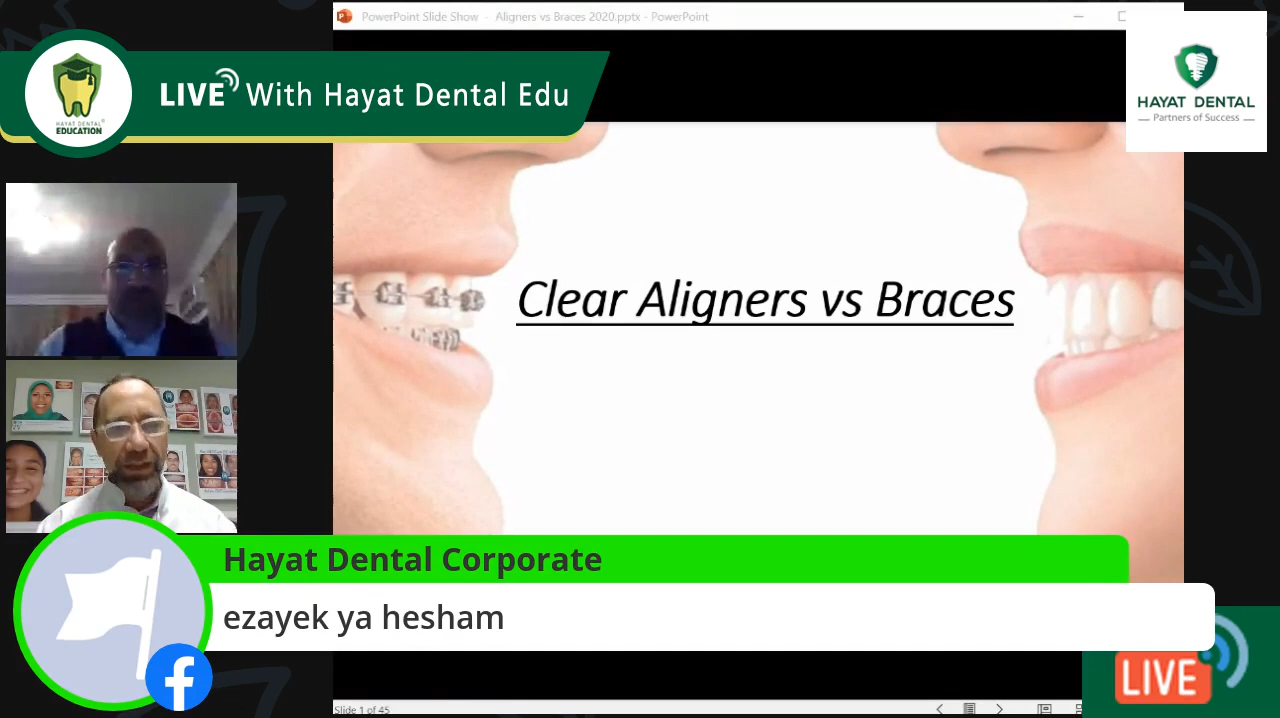 PowerPoint Slide Show - Aligners vs Braces 2020.pptx - PowerPoint
LIVE With Hayat Dental Edu
HAYAT DENTAL
EDUCATION
HAYAT DENTAL
Partners of Success
Clear Aligners vs Braces
Hayat Dental Corporate
ezayek ya hesham
LIVE
Slide 1 of 45